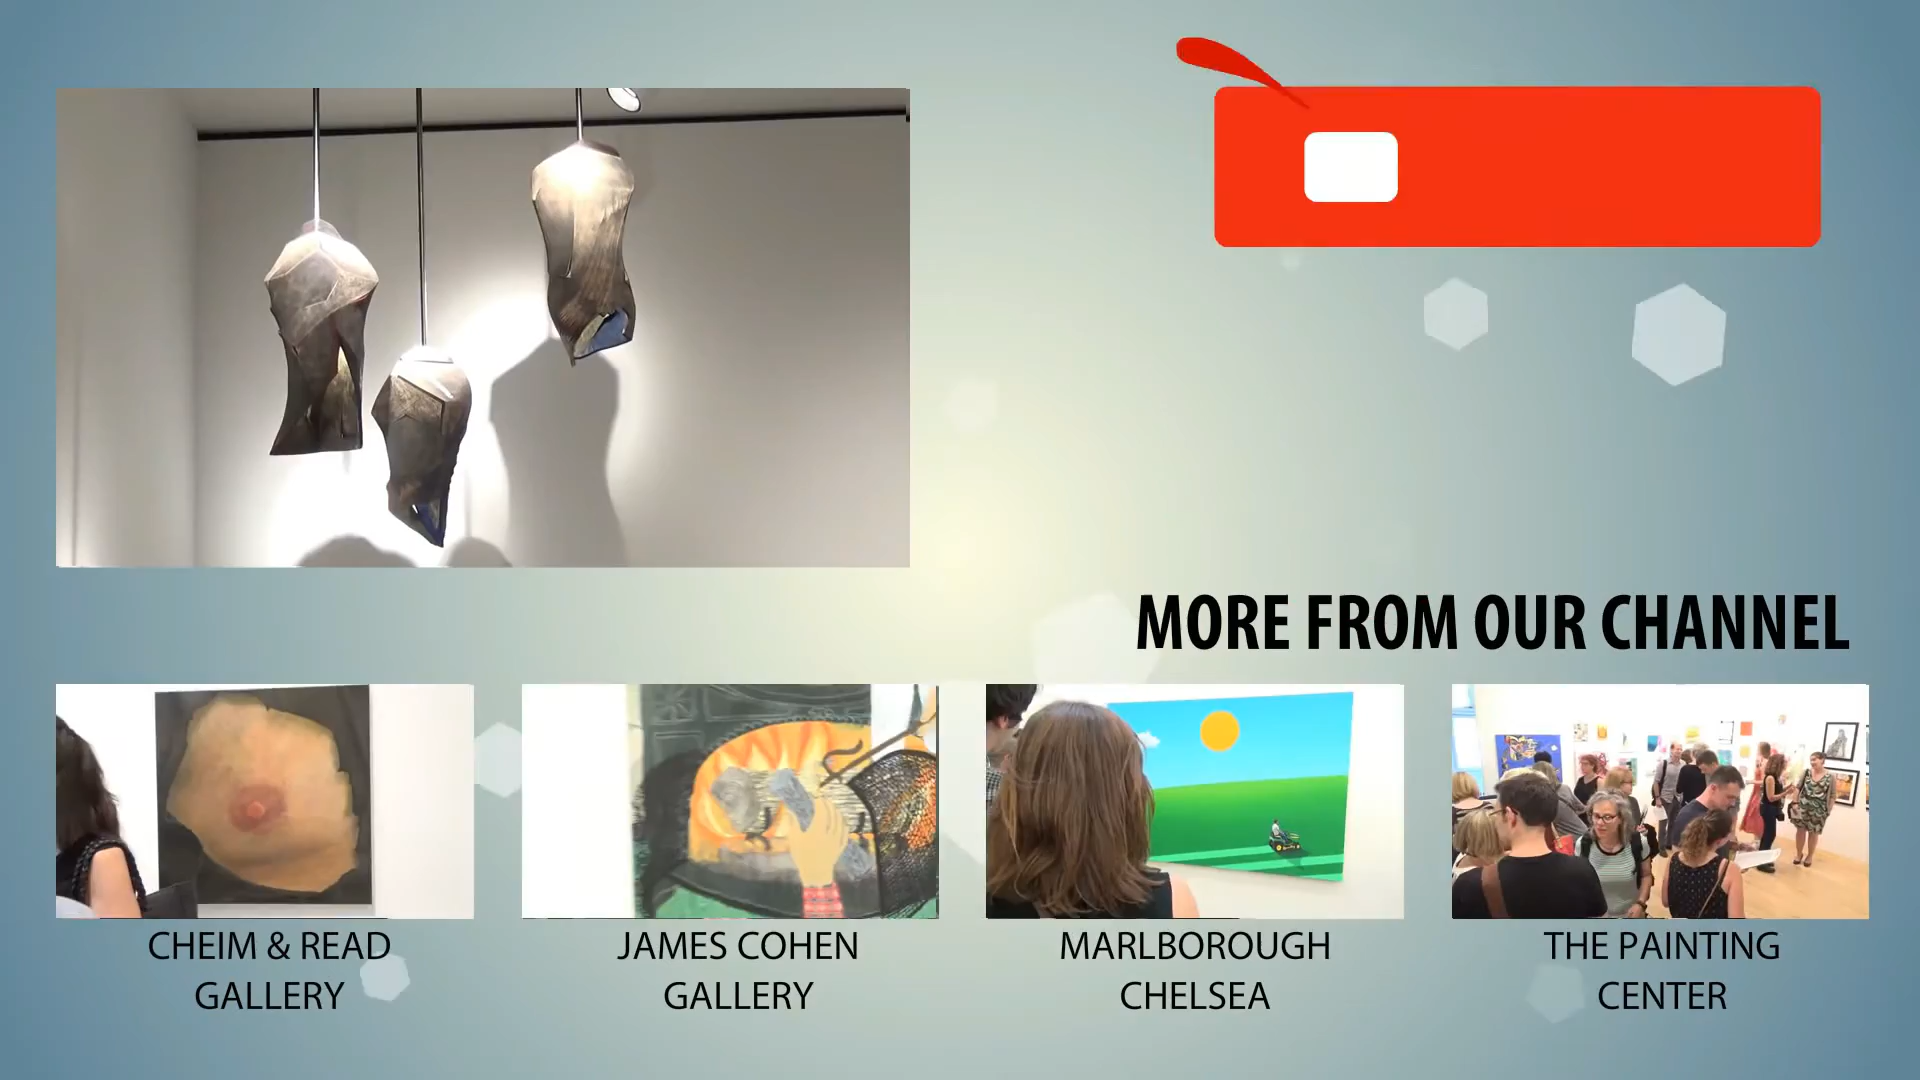 MORE FROM OUR CHANNEL
CHEIM & READ
GALLERY
JAMES COHEN
GALLERY
MARLBOROUGH
CHELSEA
THE PAINTING
CENTER